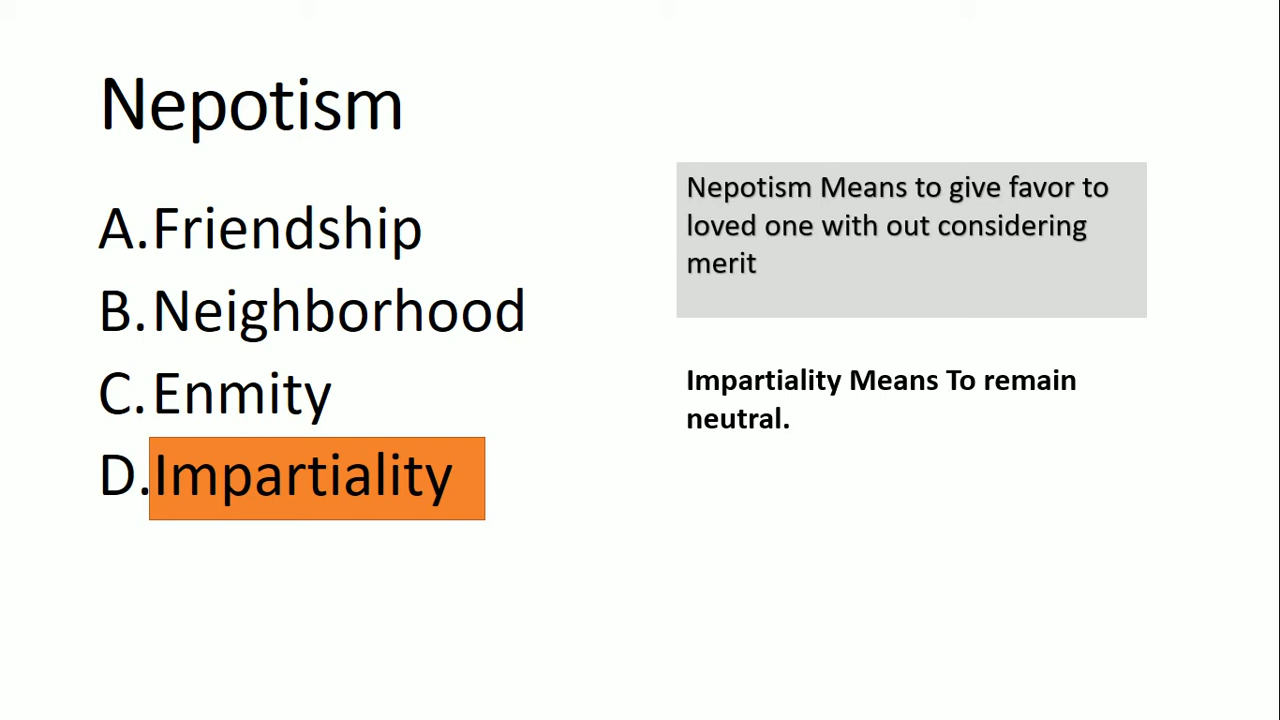 Nepotism
A.Friendship
B.Neighborhood
C.Enmity
D.Impartiality
Nepotism Means to give favor to
loved one with out considering
merit
Impartiality Means To remain
neutral.